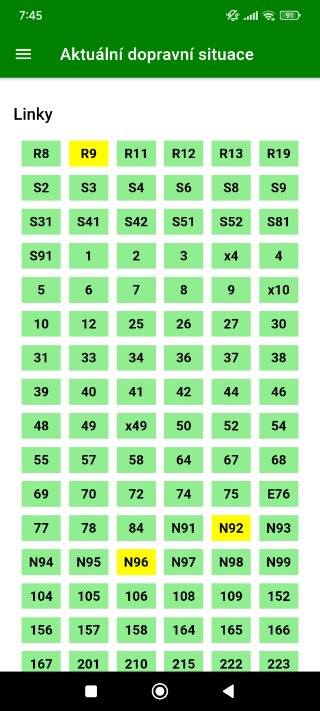 7:45 91
Aktuální dopravní situace
Linky
R8 R9 R11 R12 R13 R19
S2 S3 S4 S6 S8 S9
S31 S41 S42 S51 S52 S81
S91 1 2 3 x4 4
5 6 7 8 9 x10
10 12 25 26 27 30
31 33 34 36 37 38
39 40 41 42 44 46
48 49 x49 50 52 54
55 57 58 64 67 68
69 70 72 74 75 E76
77 78 84 N91 N92 N93
N94 N95 N96 N97 N98 N99
104 105 106 108 109 152
156 157 158 164 165 166
167 201 210 215 222 223